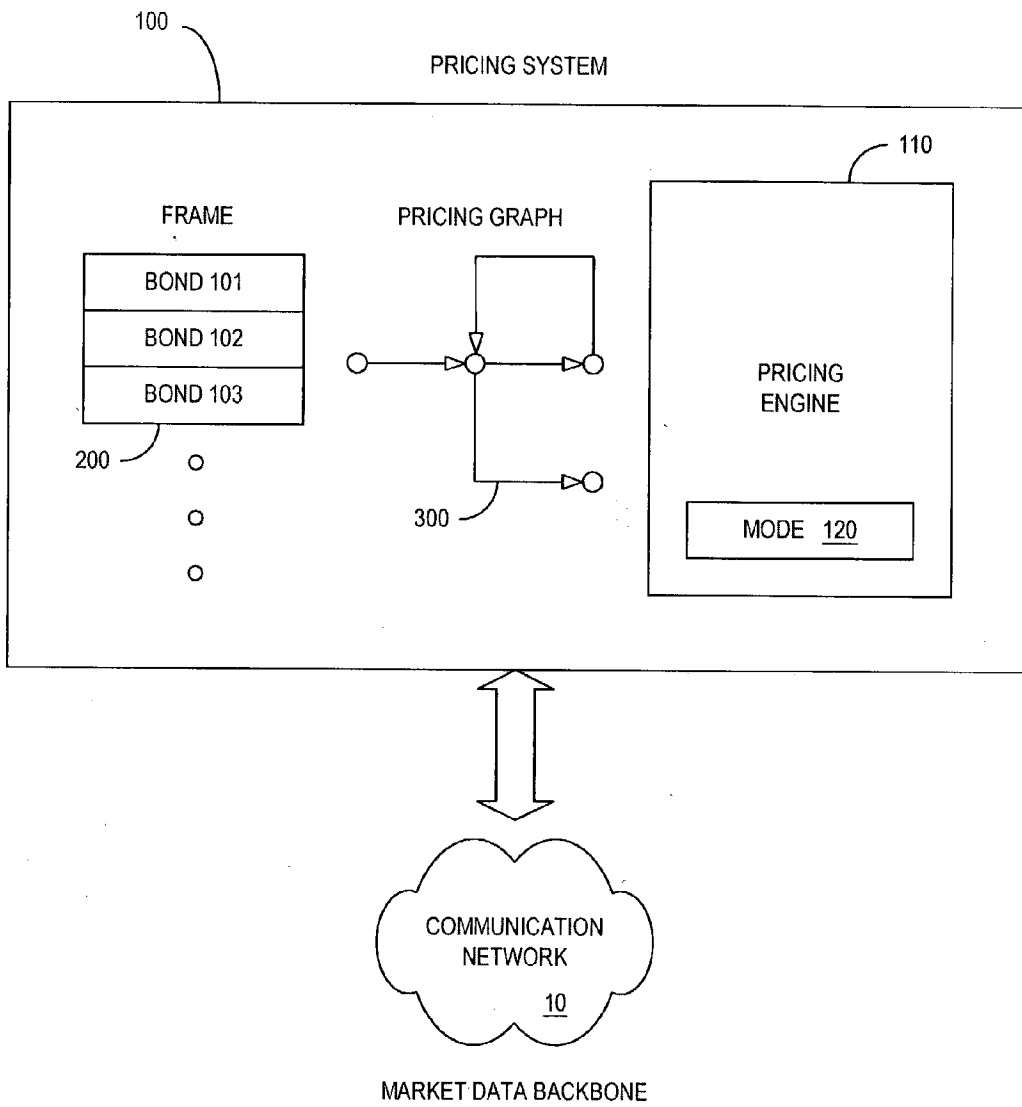 100
PRICING SYSTEM
110
FRAME
PRICING GRAPH
BOND 101
BOND 102
BOND 103
PRICING
ENGINE
200
300
MODE 120
COMMUNICATION
NETWORK
10
MARKET DATA BACKBONE